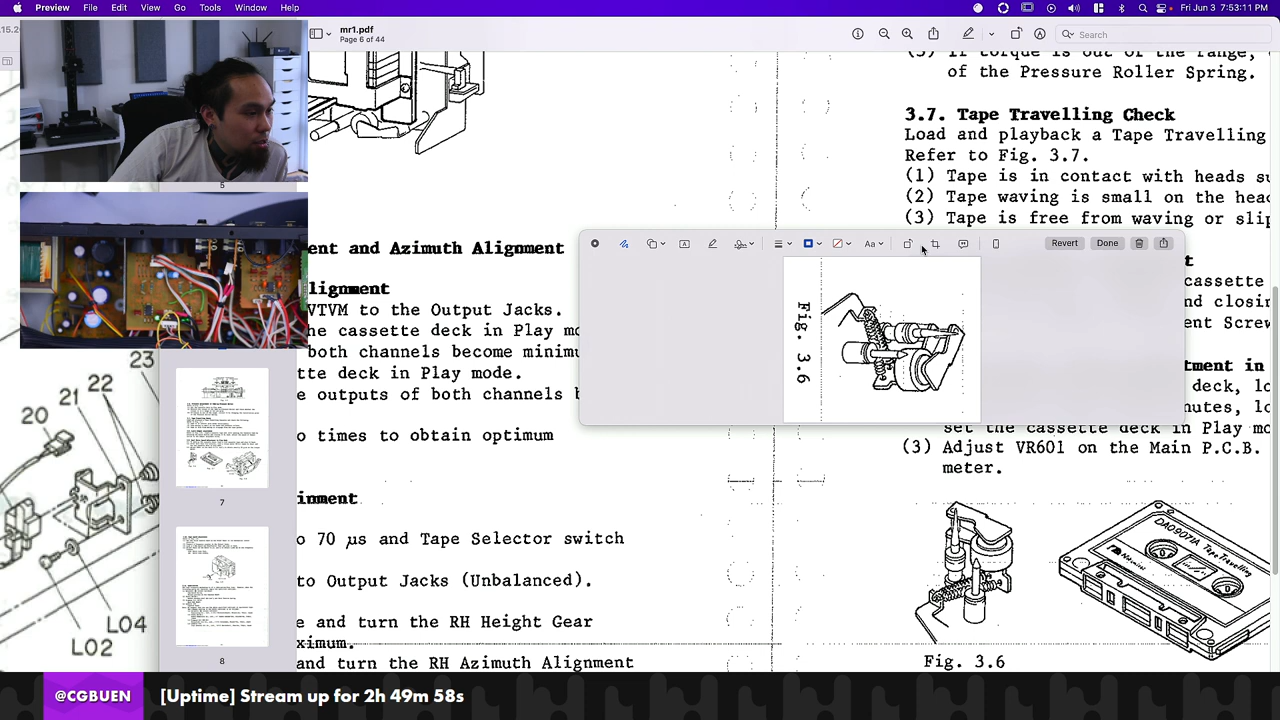 Preview File Edit View Go Tools Window Help
Fri Jun 3 7:53:11 PM
.15.2
mr1.pdf
Page 6 of 44
Search
of the Pressure Roller Spring.
3.7. Tape Travelling Check
Load and playback a Tape Travelling
Refer to Fig. 3.7.
(1) Tape is in contact with heads su
(2) Tape waving is small on the head
(3) Tape is free from waving or slip
5
ent and Azimuth Alignment
lignment
VTVM to the Output Jacks.
he cassette deck in Play mo
both channels become minimu
tte deck in Play mode.
e outputs of both channels b
o times to obtain optimum
inment
o 70 µs and Tape Selector switch
to Output Jacks (Unbalanced).
e and turn the RH Height Gear
ximum.
and turn the RH Azimuth Alignment
Aa
Revert
Done
Fig. 3.6
t
cassette
nd closin
ent Screw
tment in
deck, lo
nutes, lo
set the cassette deck in Play mo
(3) Adjust VR601 on the Main P.C.B.
meter.
DA09071A Tape Travelling
Fig. 3.6
23
22
21
20
L04
L02
7
8
@CGBUEN
[Uptime] Stream up for 2h 49m 58s